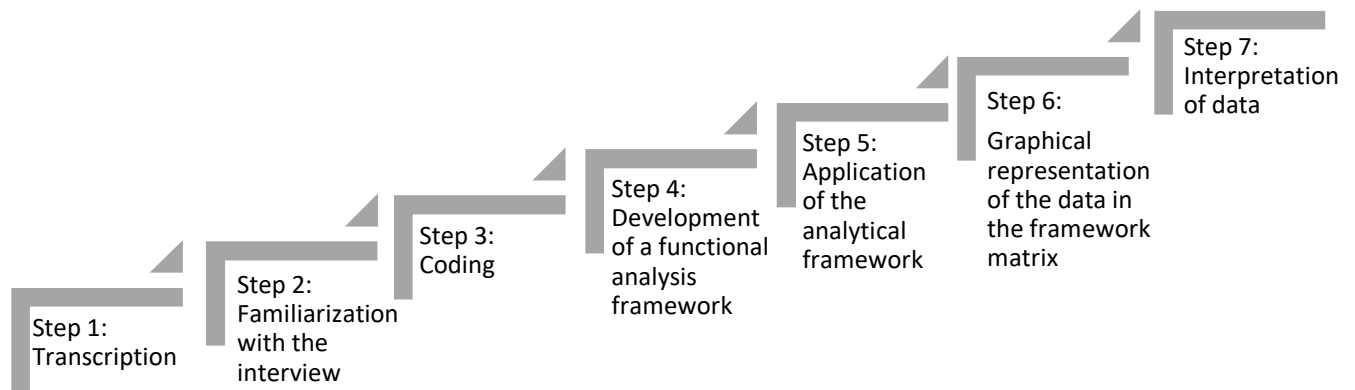 Step 1:
Transcription
Step 2:
Familiarization
with the
interview
Step 3:
Coding
Step 4:
Development
of a functional
analysis
framework
Step 5:
Application
of the
analytical
framework
Step 6:
Graphical
representation
of the data in
the framework
matrix
Step 7:
Interpretation
of data